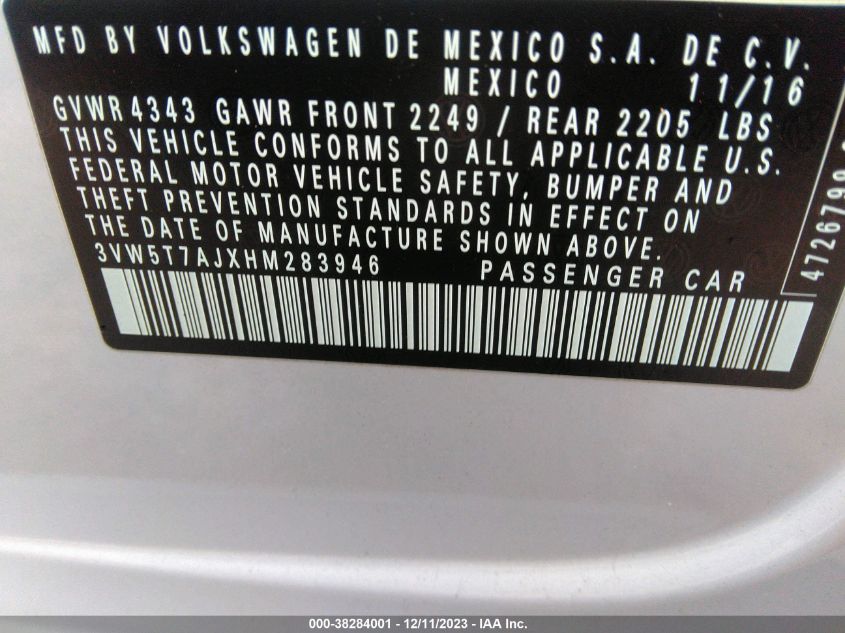 MFD BY VOLKSWAGEN DE MEXICO S.A. DE C.V.
MEXICO 11/16
GVWR 4343 GAWR FRONT 2249 / REAR 2205 LBS
THIS VEHICLE CONFORMS TO ALL APPLICABLE U.S.
FEDERAL MOTOR VEHICLE SAFETY, BUMPER AND
THEFT PREVENTION STANDARDS IN EFFECT ON
THE DATE OF MANUFACTURE SHOWN ABOVE.
3VW5T7AJXHM283946 PASSENGER CAR
4726799
000-38284001 - 12/11/2023 - IAA Inc.